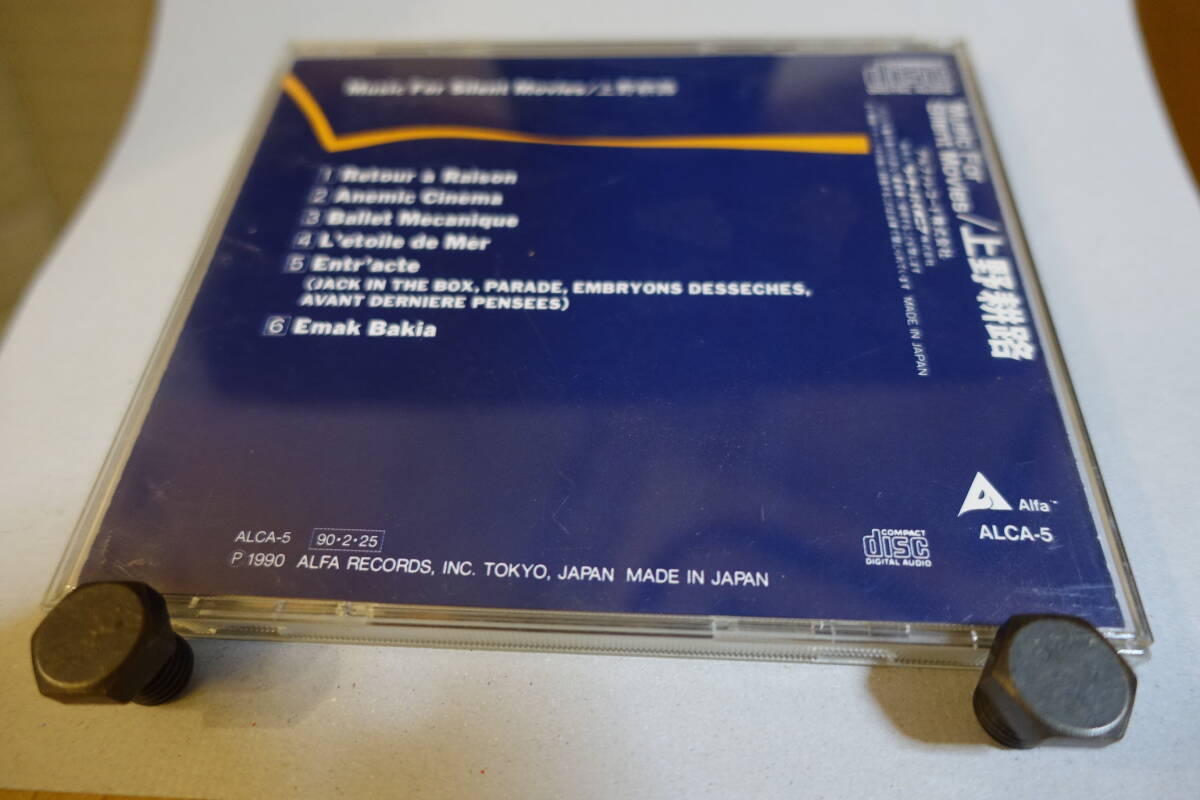 Music For Silent Movies/上野耕路
1 Retour à Raison
2 Anemic Cinema
3 Ballet Mecanique
4 L'etoile de Mer
5 Entr'acte
(JACK IN THE BOX, PARADE, EMBRYONS DESSECHES,
AVANT DERNIERE PENSEES)
6 Emak Bakia
ALCA-5 90・2・25
Ⓟ1990 ALFA RECORDS, INC. TOKYO, JAPAN MADE IN JAPAN
COMPACT
disc
DIGITAL AUDIO
Music For
Silent Movies/上野耕路
MADE IN JAPAN
Alfa™
ALCA-5